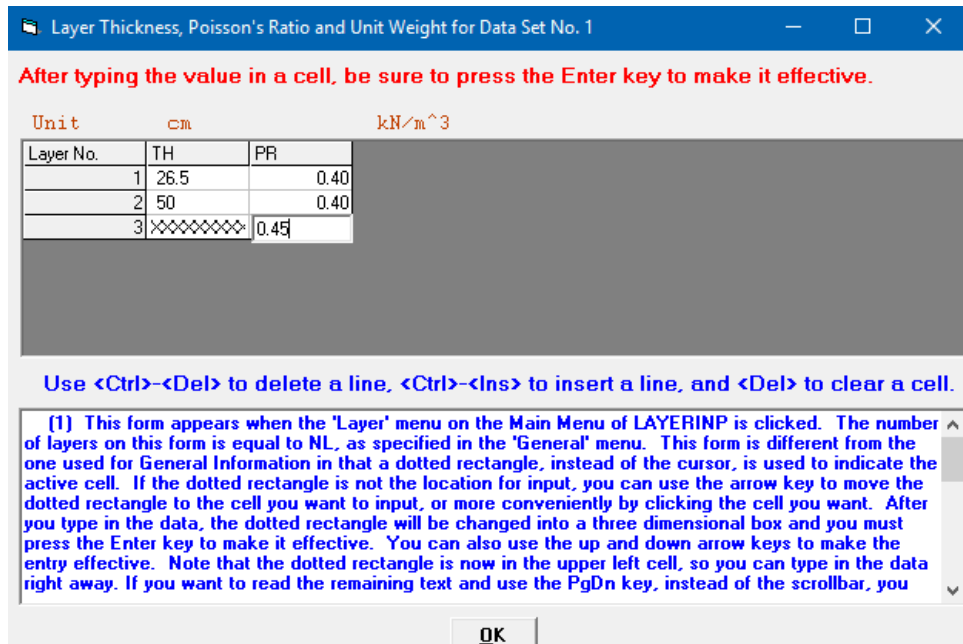 Layer Thickness, Poisson's Ratio and Unit Weight for Data Set No. 1
After typing the value in a cell, be sure to press the Enter key to make it effective.
Unit cm kN/m^3
Layer No. TH PR
1 26.5 0.40
2 50 0.40
3 XXXXXXXXX 0.45
Use <Ctrl>-<Del> to delete a line, <Ctrl>-<Ins> to insert a line, and <Del> to clear a cell.
(1) This form appears when the 'Layer' menu on the Main Menu of LAYERINP is clicked. The number
of layers on this form is equal to NL, as specified in the 'General' menu. This form is different from the
one used for General Information in that a dotted rectangle, instead of the cursor, is used to indicate the
active cell. If the dotted rectangle is not the location for input, you can use the arrow key to move the
dotted rectangle to the cell you want to input, or more conveniently by clicking the cell you want. After
you type in the data, the dotted rectangle will be changed into a three dimensional box and you must
press the Enter key to make it effective. You can also use the up and down arrow keys to make the
entry effective. Note that the dotted rectangle is now in the upper left cell, so you can type in the data
right away. If you want to read the remaining text and use the PgDn key, instead of the scrollbar, you
OK